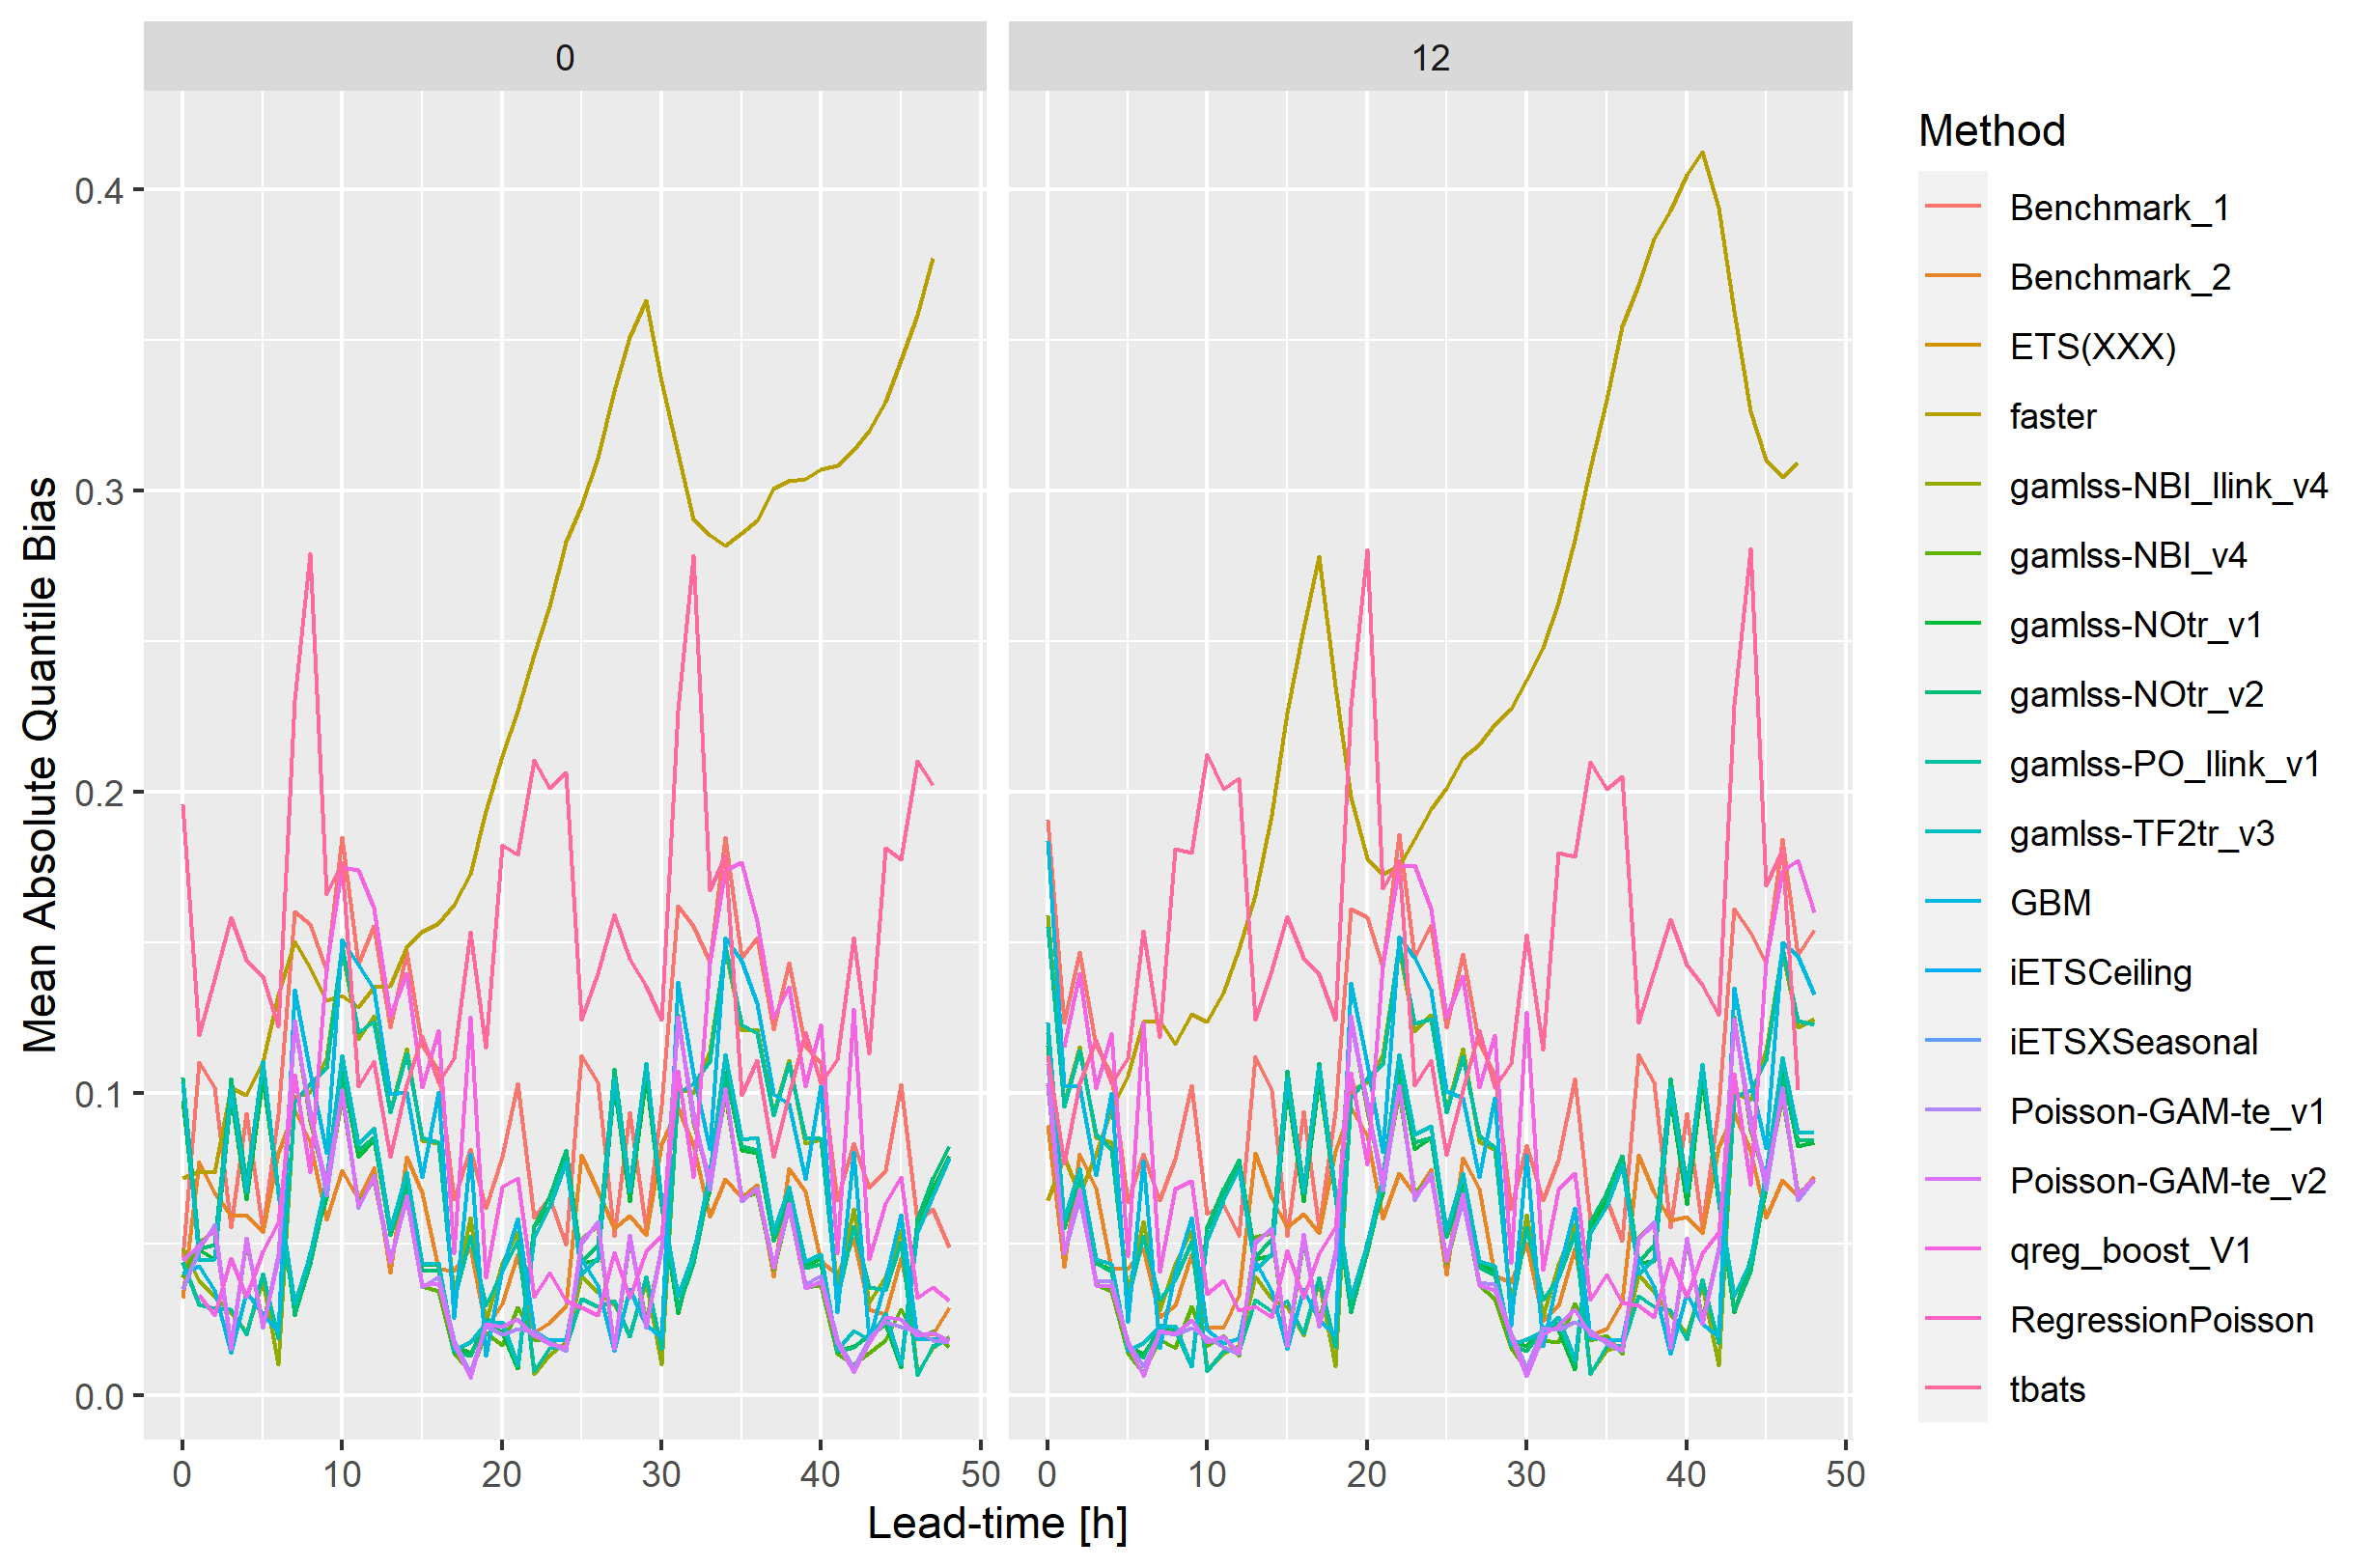 0
12
0.4
0.3
0.2
0.1
0.0
Mean Absolute Quantile Bias
0 10 20 30 40 50
0 10 20 30 40 50
Lead-time [h]
Method
Benchmark_1
Benchmark_2
ETS(XXX)
faster
gamlss-NBI_llink_v4
gamlss-NBI_v4
gamlss-NOtr_v1
gamlss-NOtr_v2
gamlss-PO_llink_v1
gamlss-TF2tr_v3
GBM
iETSCeiling
iETSXSeasonal
Poisson-GAM-te_v1
Poisson-GAM-te_v2
qreg_boost_V1
RegressionPoisson
tbats